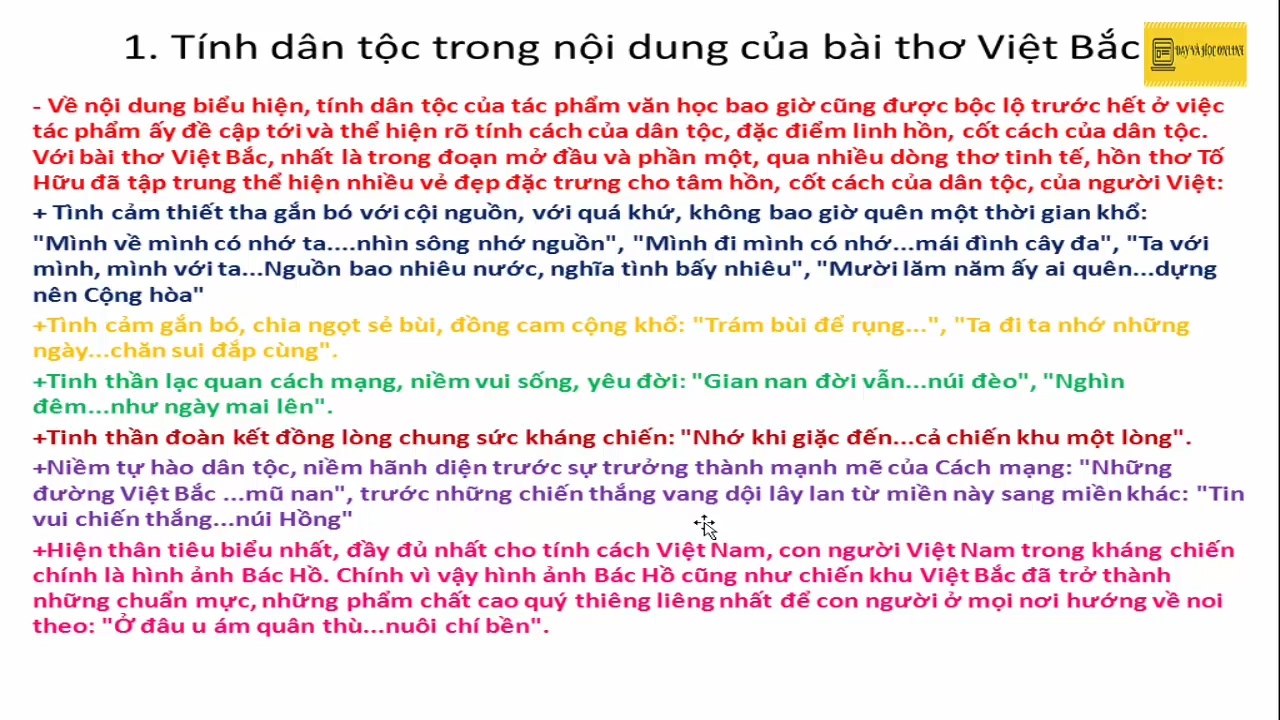 1. Tính dân tộc trong nội dung của bài thơ Việt Bắc
DẠY VÀ HỌC ONLINE
- Về nội dung biểu hiện, tính dân tộc của tác phẩm văn học bao giờ cũng được bộc lộ trước hết ở việc
tác phẩm ấy đề cập tới và thể hiện rõ tính cách của dân tộc, đặc điểm linh hồn, cốt cách của dân tộc.
Với bài thơ Việt Bắc, nhất là trong đoạn mở đầu và phần một, qua nhiều dòng thơ tinh tế, hồn thơ Tố
Hữu đã tập trung thể hiện nhiều vẻ đẹp đặc trưng cho tâm hồn, cốt cách của dân tộc, của người Việt:
+ Tình cảm thiết tha gắn bó với cội nguồn, với quá khứ, không bao giờ quên một thời gian khổ:
"Mình về mình có nhớ ta....nhìn sông nhớ nguồn", "Mình đi mình có nhớ...mái đình cây đa", "Ta với
mình, mình với ta...Nguồn bao nhiêu nước, nghĩa tình bấy nhiêu", "Mười lăm năm ấy ai quên...dựng
nên Cộng hòa"
+Tình cảm gắn bó, chia ngọt sẻ bùi, đồng cam cộng khổ: "Trám bùi để rụng...", "Ta đi ta nhớ những
ngày...chăn sui đắp cùng".
+Tinh thần lạc quan cách mạng, niềm vui sống, yêu đời: "Gian nan đời vẫn...núi đèo", "Nghìn
đêm...như ngày mai lên".
+Tinh thần đoàn kết đồng lòng chung sức kháng chiến: "Nhớ khi giặc đến...cả chiến khu một lòng".
+Niềm tự hào dân tộc, niềm hãnh diện trước sự trưởng thành mạnh mẽ của Cách mạng: "Những
đường Việt Bắc ...mũ nan", trước những chiến thắng vang dội lây lan từ miền này sang miền khác: "Tin
vui chiến thắng...núi Hồng"
+Hiện thân tiêu biểu nhất, đầy đủ nhất cho tính cách Việt Nam, con người Việt Nam trong kháng chiến
chính là hình ảnh Bác Hồ. Chính vì vậy hình ảnh Bác Hồ cũng như chiến khu Việt Bắc đã trở thành
những chuẩn mực, những phẩm chất cao quý thiêng liêng nhất để con người ở mọi nơi hướng về noi
theo: "Ở đâu u ám quân thù...nuôi chí bền".